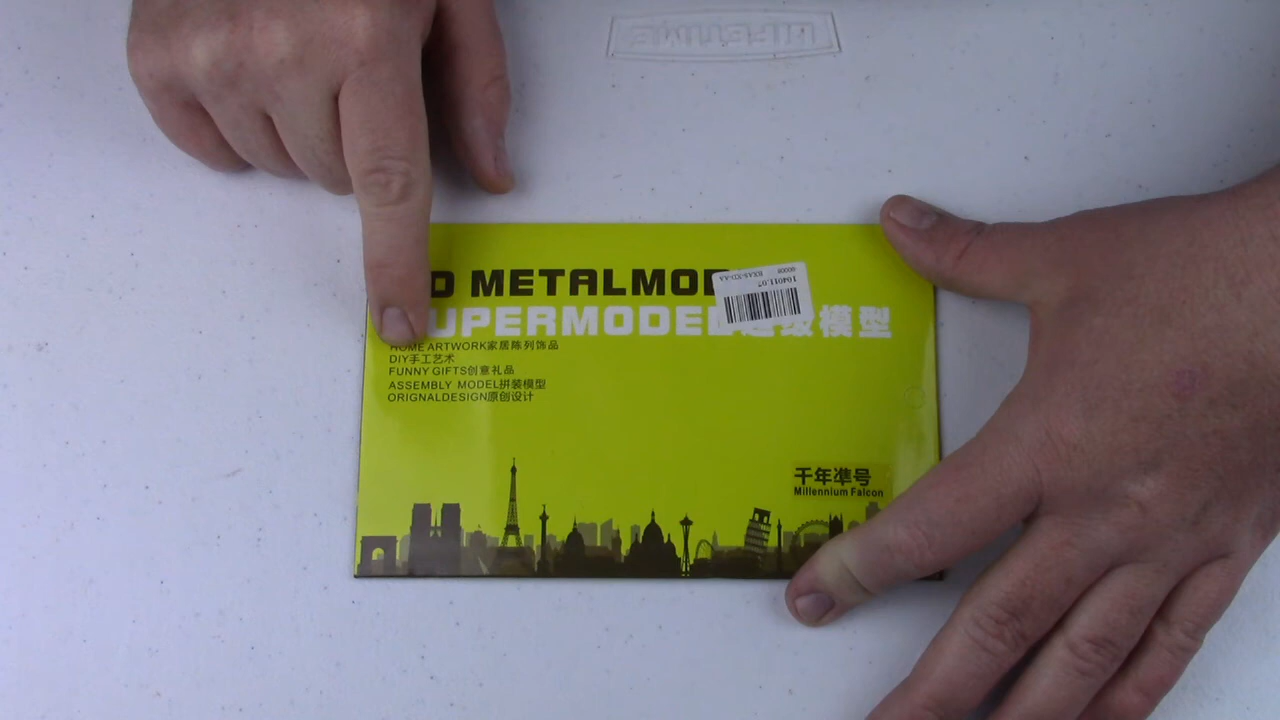 LIFETIME
D METALMOD
UPERMODEL超级模型
104011.07
HOME ARTWORK家居陈列饰品
DIY手工艺术
FUNNY GIFTS创意礼品
ASSEMBLY MODEL拼装模型
ORIGNALDESIGN原创设计
千年凖号
Millennium Falcon